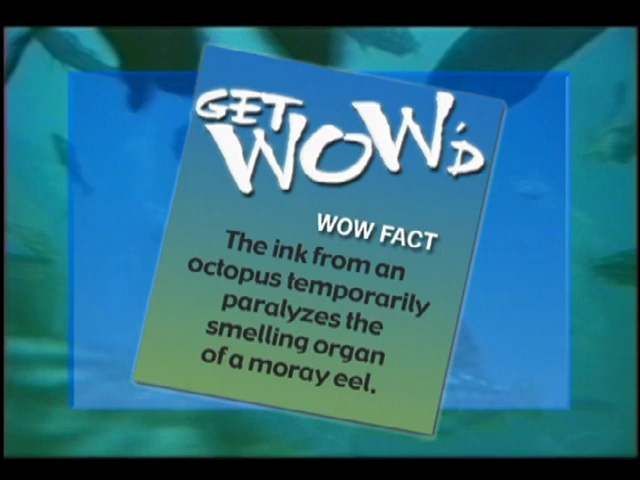 GET
WOW'D
WOW FACT
The ink from an
octopus temporarily
paralyzes the
smelling organ
of a moray eel.